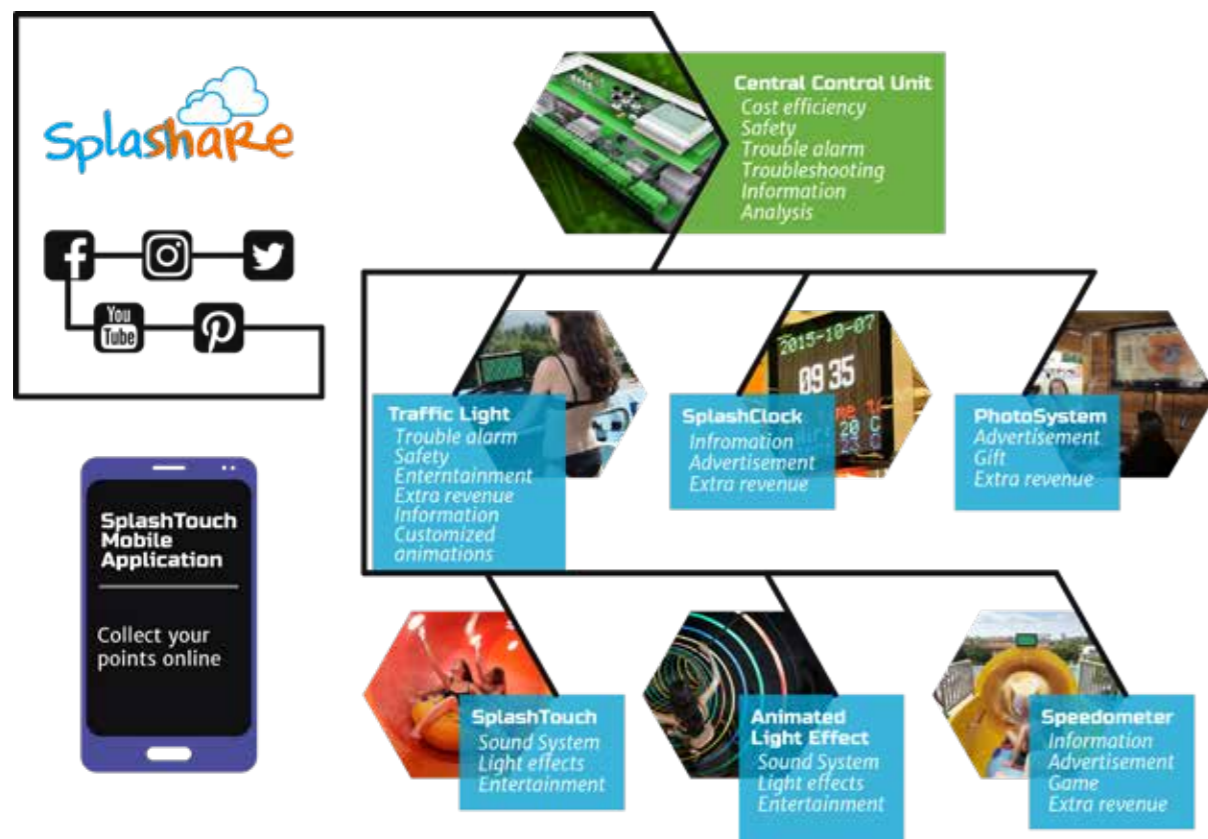 Splashare
Central Control Unit
Cost efficiency
Safety
Trouble alarm
Troubleshooting
Information
Analysis
You
Tube
2015-10-07
09 35
20 C
Traffic Light
Trouble alarm
Safety
Enterntainment
Extra revenue
Information
Customized
animations
SplashClock
Infromation
Advertisement
Extra revenue
PhotoSystem
Advertisement
Gift
Extra revenue
SplashTouch
Mobile
Application
Collect your
points online
SplashTouch
Sound System
Light effects
Entertainment
Animated
Light Effect
Sound System
Light effects
Entertainment
Speedometer
Information
Advertisement
Game
Extra revenue